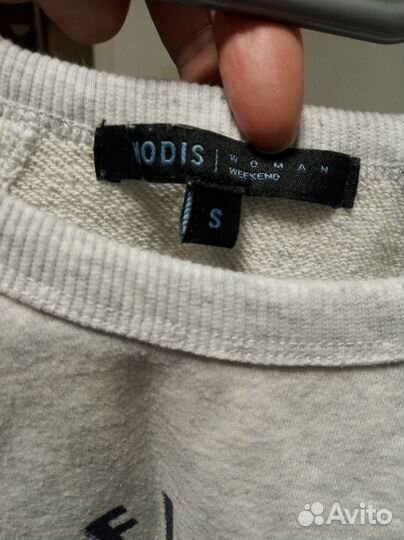 MODIS | WOMAN
WEEKEND
S
F
Avito